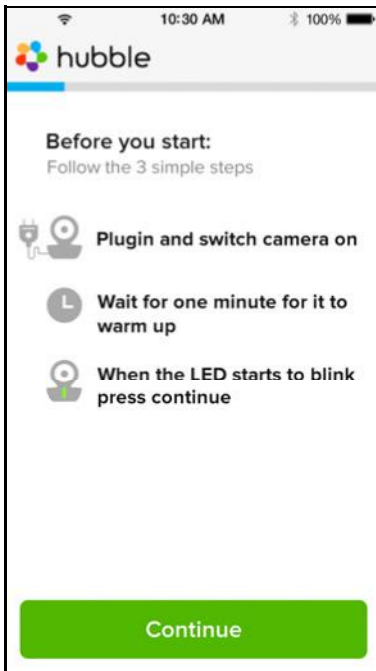 10:30 AM
100%
hubble
Before you start:
Follow the 3 simple steps
Plugin and switch camera on
Wait for one minute for it to
warm up
When the LED starts to blink
press continue
Continue